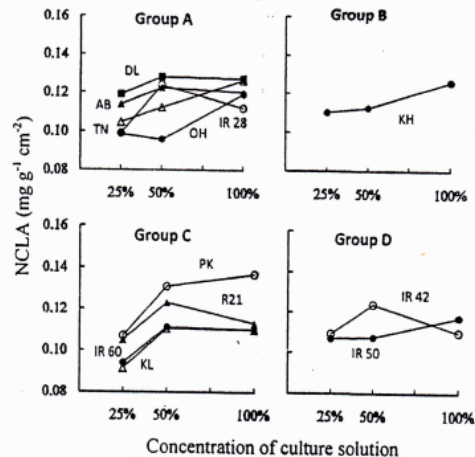 Group A
Group B
0.16
0.14
0.12
0.10
0.08
DL
AB
TN
OH
IR 28
KH
25% 50% 100%
25% 50% 100%
NCLA (mg g-1 cm-2)
Group C
Group D
0.16
0.14
0.12
0.10
0.08
PK
R21
IR 60
KL
IR 42
IR 50
25% 50% 100%
25% 50% 100%
Concentration of culture solution